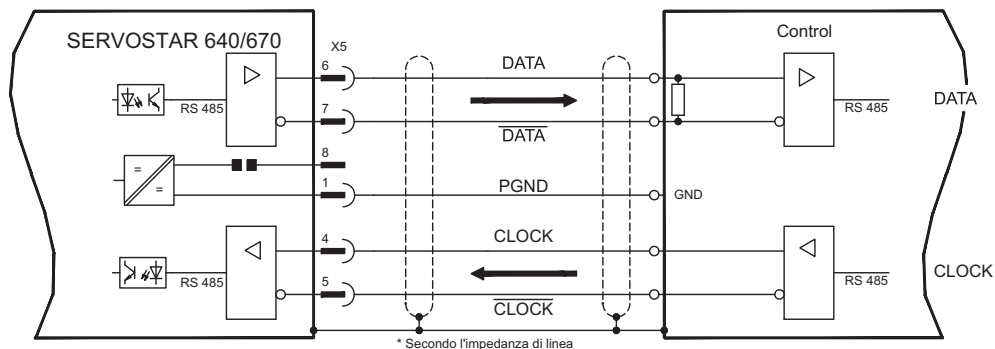 SERVOSTAR 640/670
X5
Control
6
DATA
RS 485
RS 485
DATA
7
DATA
8
=
=
1
PGND
GND
4
CLOCK
RS 485
RS 485
CLOCK
5
CLOCK
* Secondo l'impedanza di linea